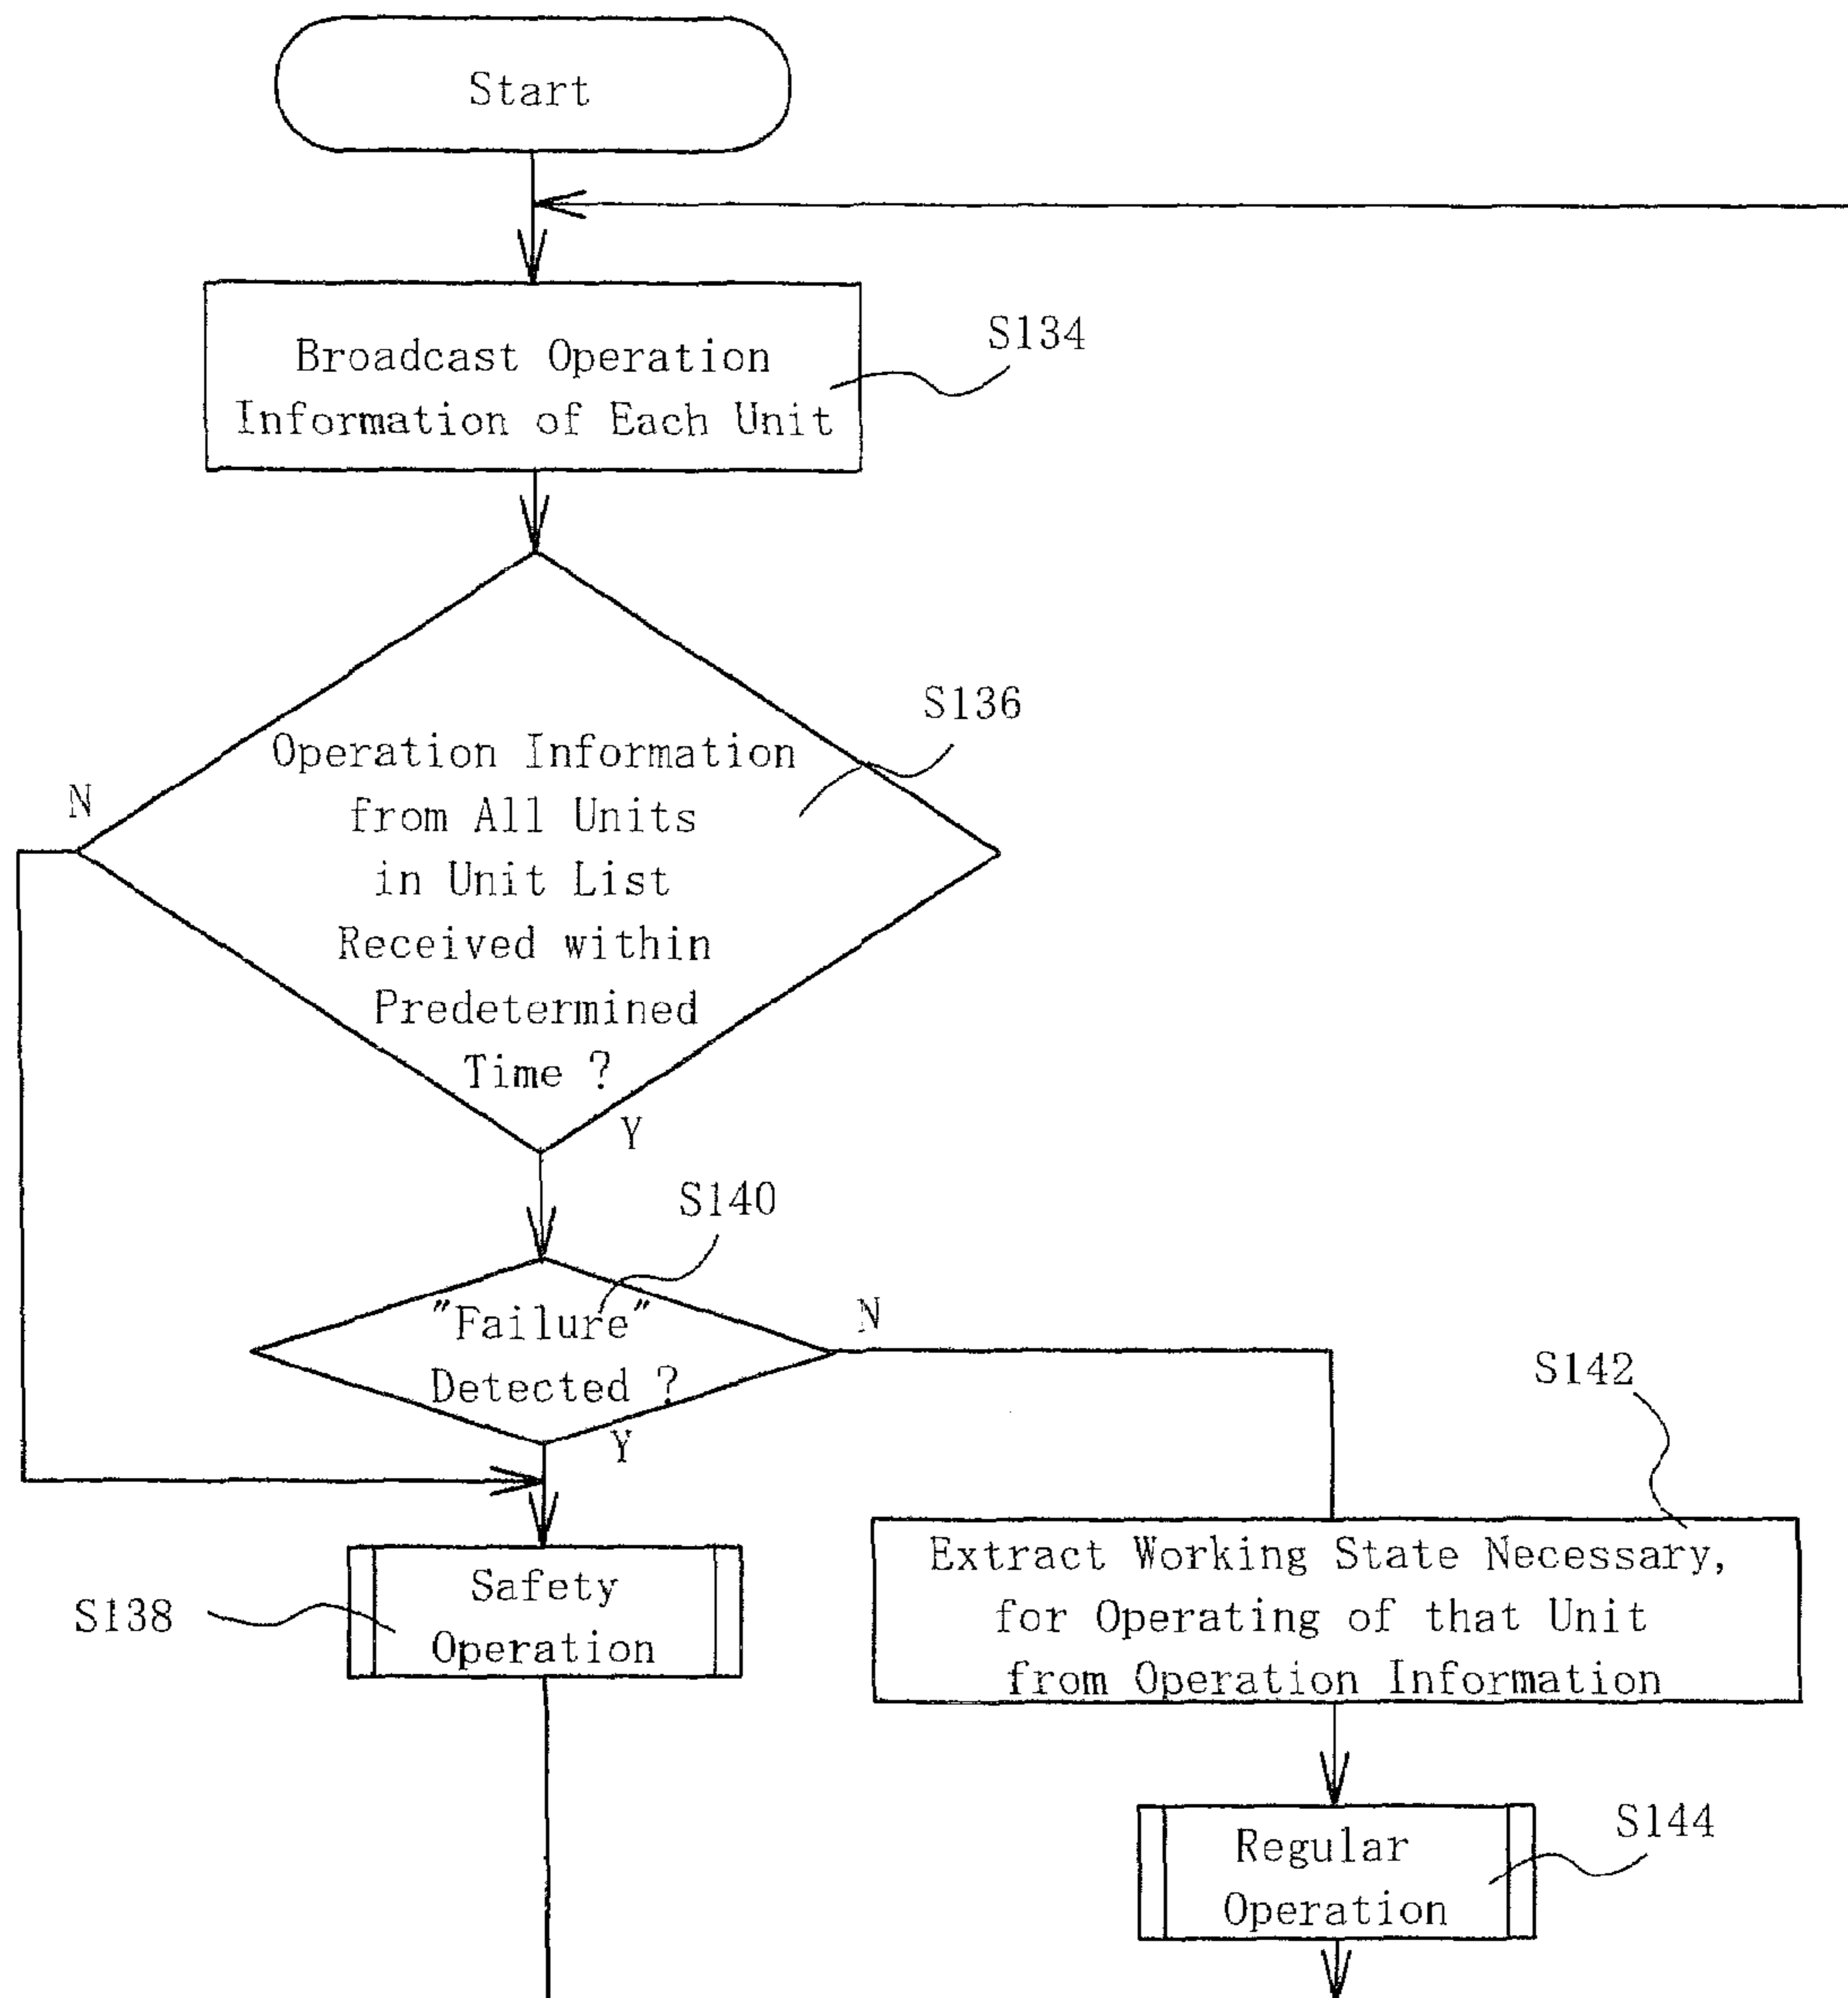 Start
Broadcast Operation
Information of Each Unit
S134
S136
Operation Information
from All Units
in Unit List
Received within
Predetermined
Time ?
N
Y
S140
"Failure"
Detected ?
N
Y
S142
Extract Working State Necessary,
for Operating of that Unit
from Operation Information
S138
Safety
Operation
S144
Regular
Operation